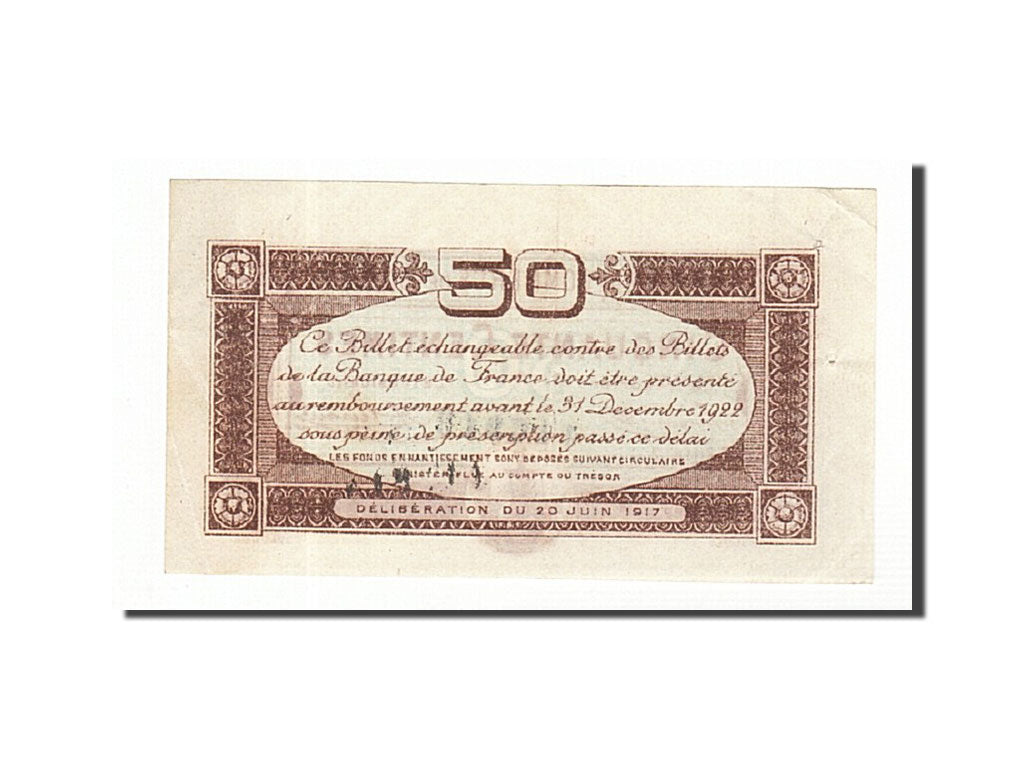 50
Ce Billet échangeable contre des Billets
de la Banque de France doit être présenté
au remboursement avant le 31 Decembre 1922
sous peine de prescription passé ce délai
LES FONDS EN NANTISSEMENT SONT DEPOSÉS SUIVANT CIRCULAIRE
MINISTERIELLE AU COMPTE DU TRESOR
DÉLIBÉRATION DU 20 JUIN 1917